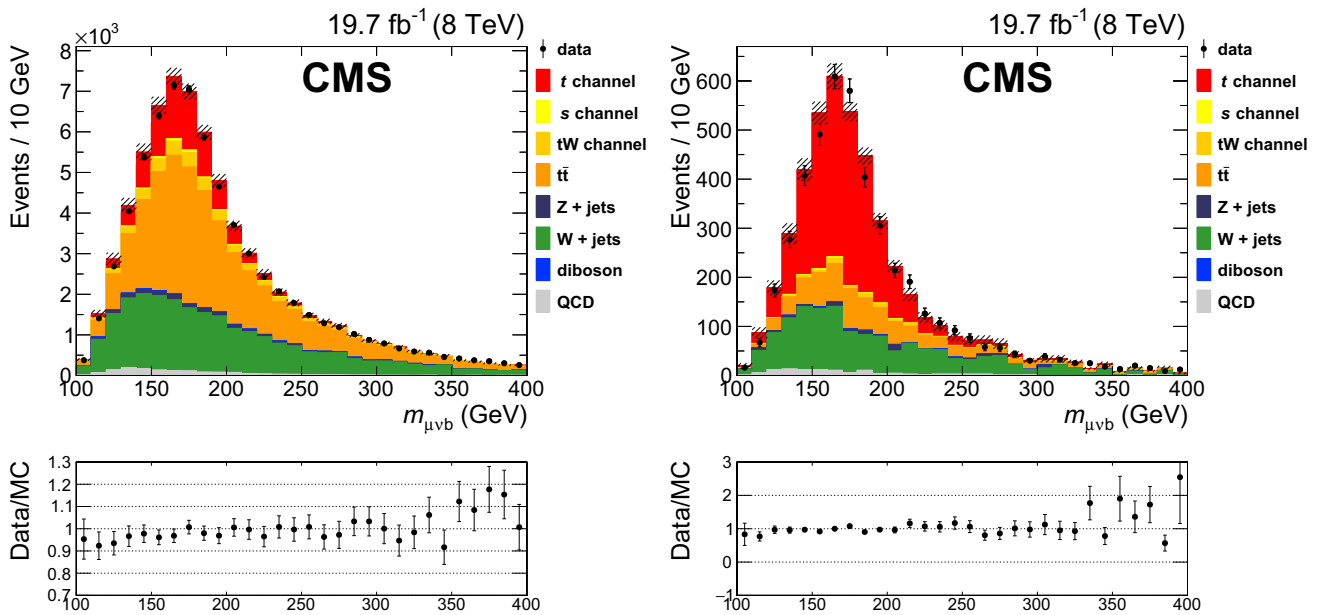 19.7 fb⁻¹ (8 TeV)
×10³
CMS
Events / 10 GeV
8
7
6
5
4
3
2
1
0
100 150 200 250 300 350 400
m_μνb (GeV)
data
t channel
s channel
tW channel
tt̄
Z + jets
W + jets
diboson
QCD
Data/MC
1.3
1.2
1.1
1
0.9
0.8
0.7
100 150 200 250 300 350 400
19.7 fb⁻¹ (8 TeV)
CMS
Events / 10 GeV
600
500
400
300
200
100
0
100 150 200 250 300 350 400
m_μνb (GeV)
data
t channel
s channel
tW channel
tt̄
Z + jets
W + jets
diboson
QCD
Data/MC
3
2
1
0
−1
100 150 200 250 300 350 400